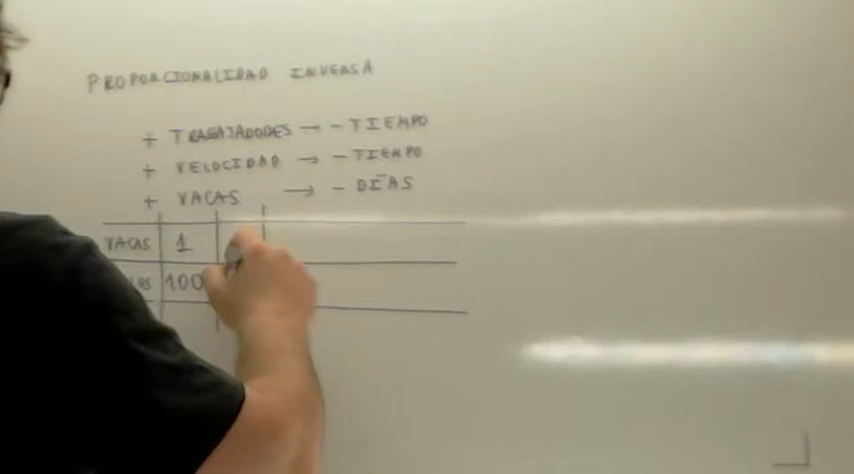 PROPORCIONALIDAD INVERSA
+ TRABAJADORES → - TIEMPO
+ VELOCIDAD → - TIEMPO
+ VACAS → - DÍAS
VACAS 1
100